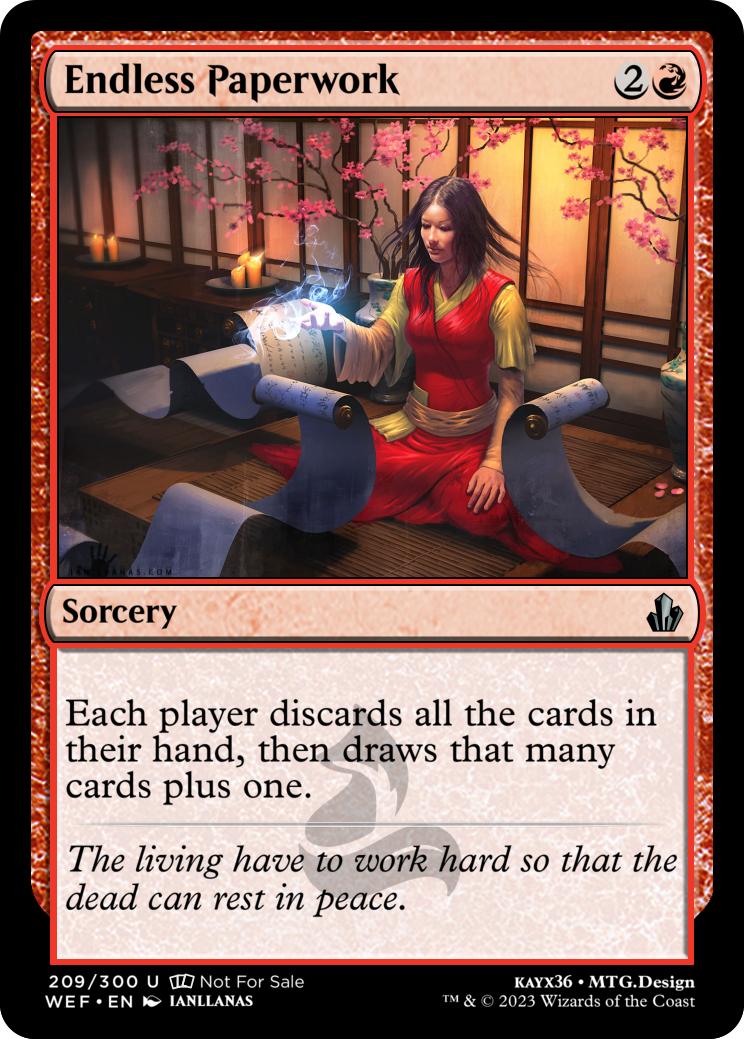 Endless Paperwork 2
Sorcery
Each player discards all the cards in
their hand, then draws that many
cards plus one.
The living have to work hard so that the
dead can rest in peace.
209/300 U Not For Sale
WEF • EN IANLLANAS
KAYX36 • MTG.Design
™ & © 2023 Wizards of the Coast